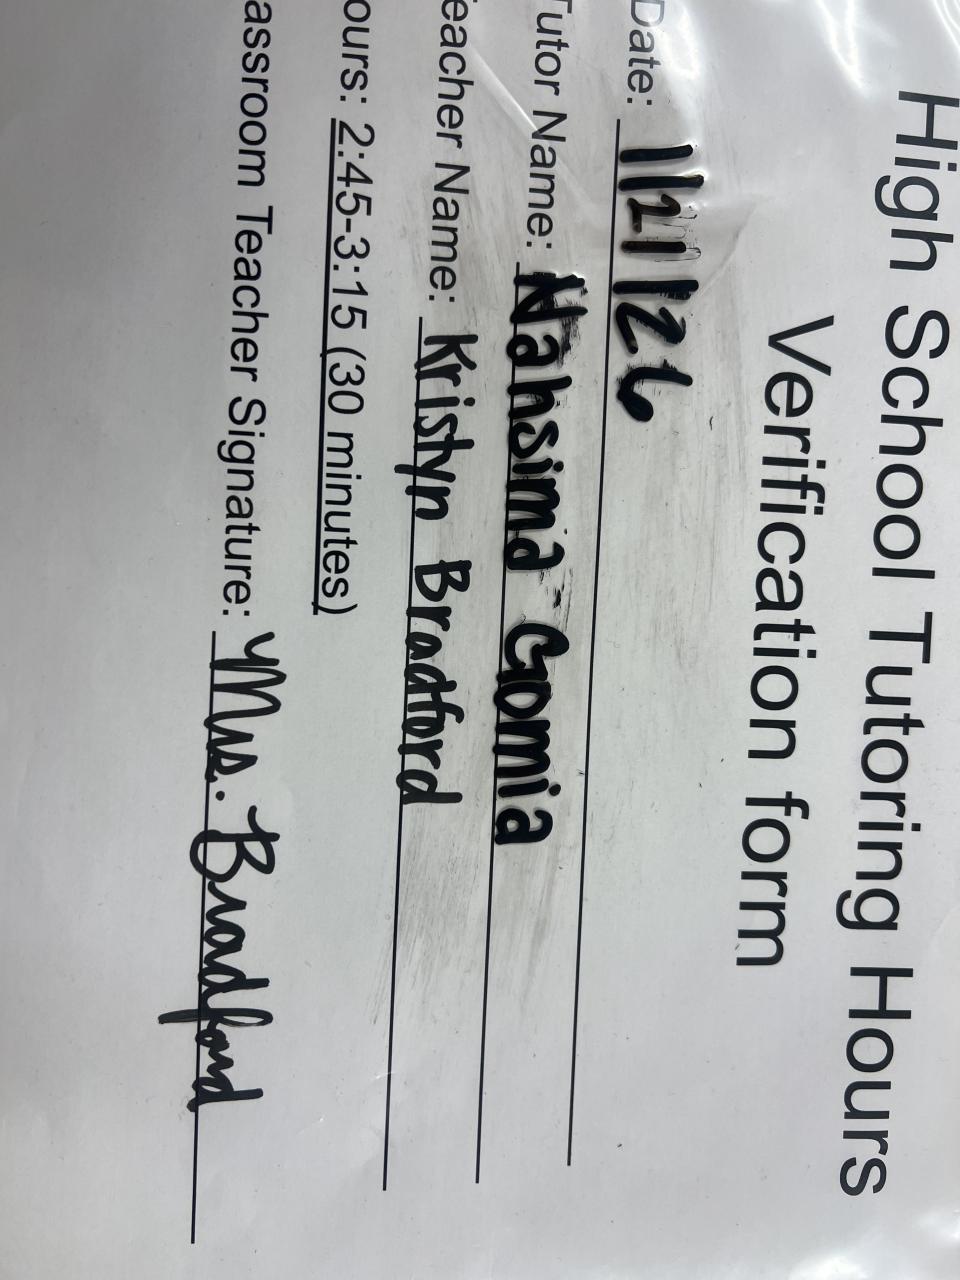 High School Tutoring Hours
Verification form
Date: 1/21/26
Tutor Name: Nahsima Gomia
eacher Name: Kristyn Bradford
ours: 2:45-3:15 (30 minutes)
assroom Teacher Signature: Mrs. Bradford